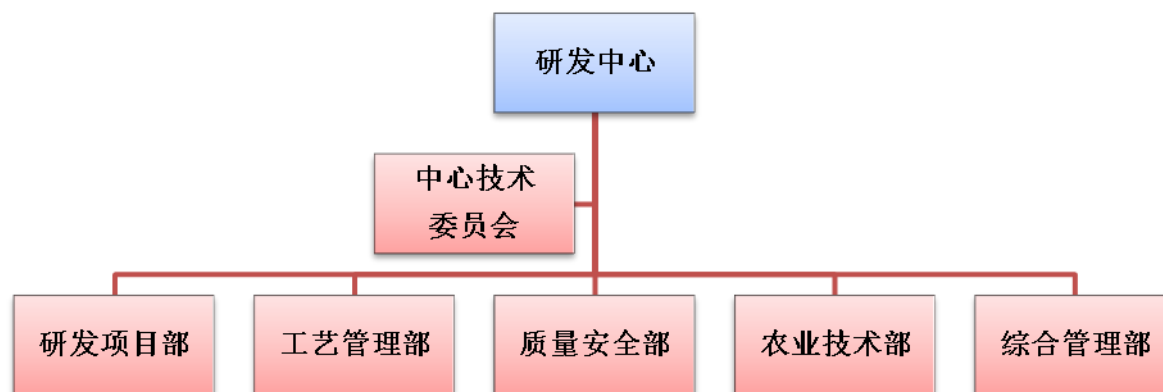 研发中心
中心技术
委员会
研发项目部
工艺管理部
质量安全部
农业技术部
综合管理部